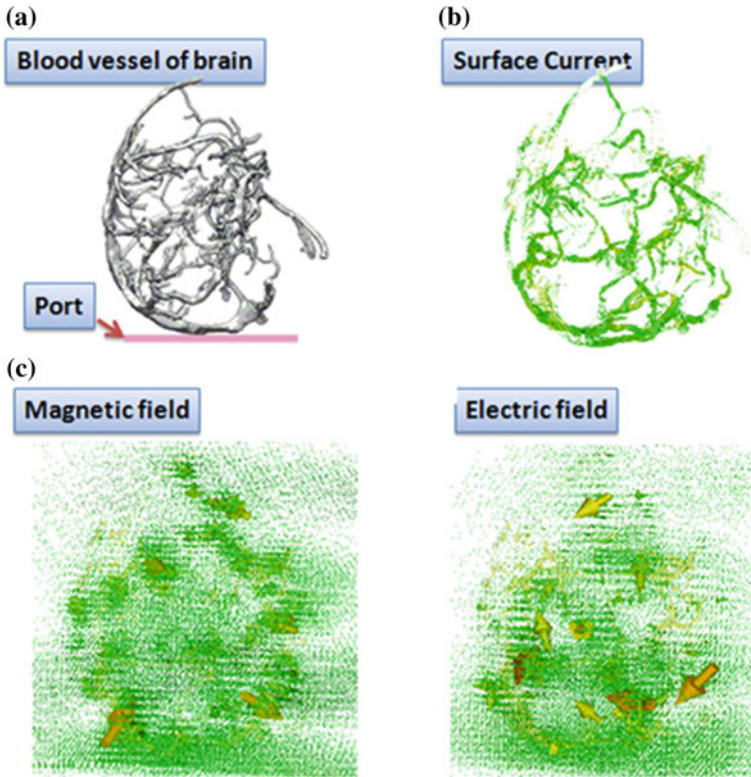 (a)
Blood vessel of brain
Port
(b)
Surface Current
(c)
Magnetic field
Electric field